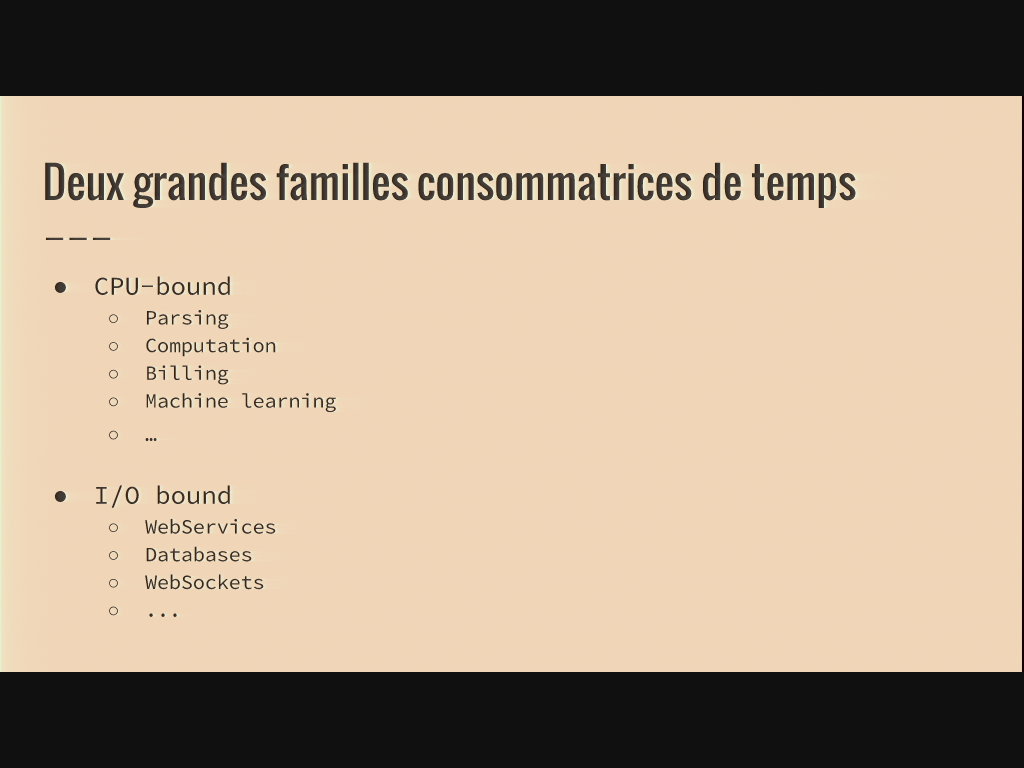 Deux grandes familles consommatrices de temps
● CPU-bound
○ Parsing
○ Computation
○ Billing
○ Machine learning
○ …
● I/O bound
○ WebServices
○ Databases
○ WebSockets
○ ...